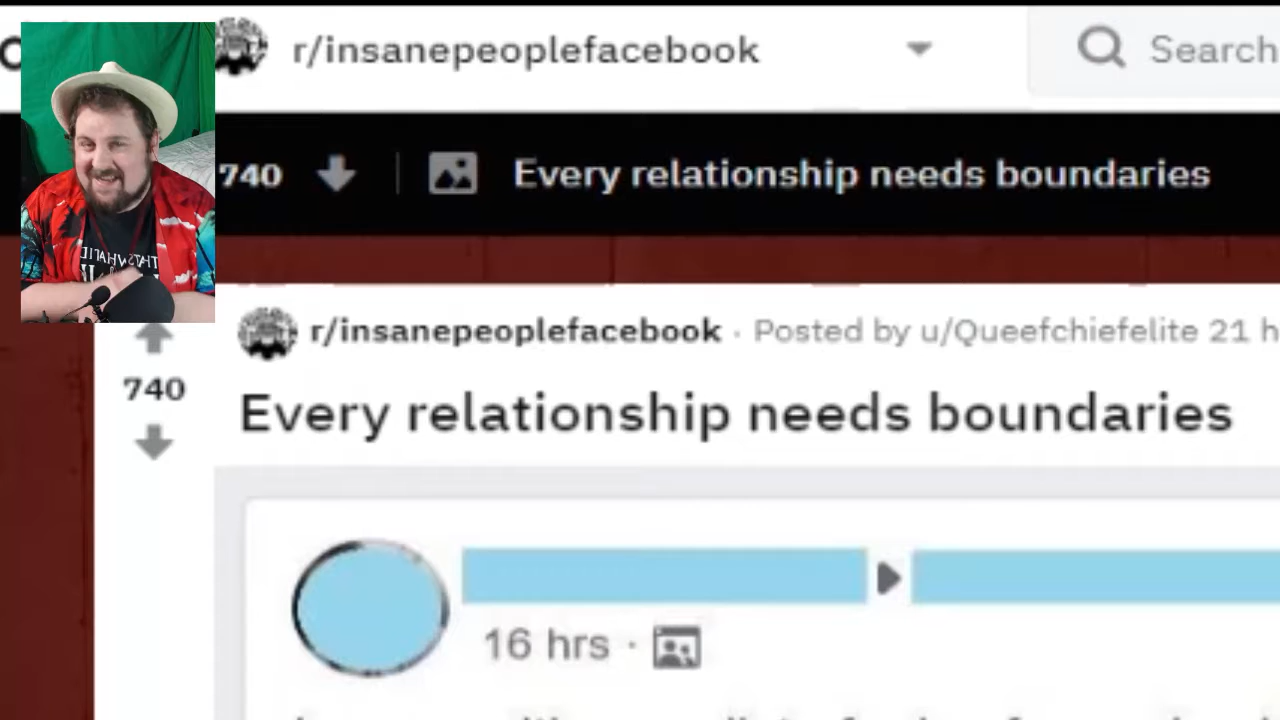 r/insanepeoplefacebook
Search
740
Every relationship needs boundaries
r/insanepeoplefacebook · Posted by u/Queefchiefelite 21 h
740
Every relationship needs boundaries
16 hrs ·